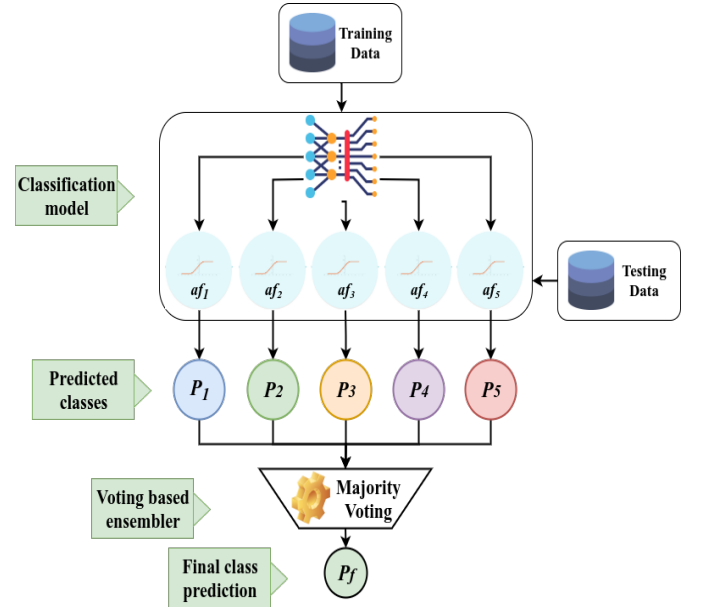 Training
Data
Classification
model
af1
af2
af3
af4
af5
Testing
Data
Predicted
classes
P1
P2
P3
P4
P5
Voting based
ensembler
Majority
Voting
Final class
prediction
Pf